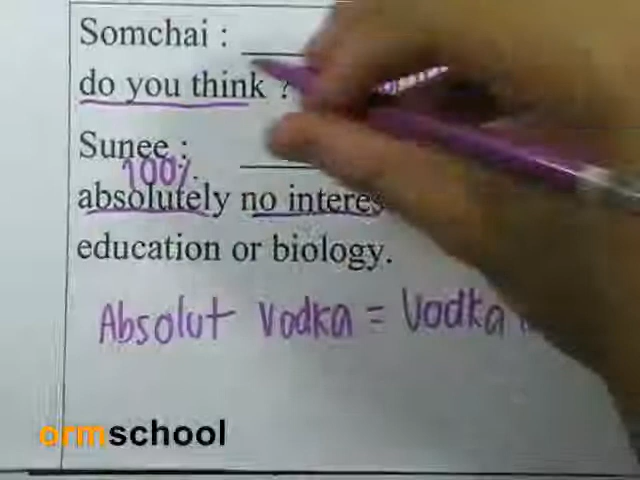 Somchai :
do you think ?
Sunee :
100%.
absolutely no interes
education or biology.
Absolut Vodka = Vodka
ormschool